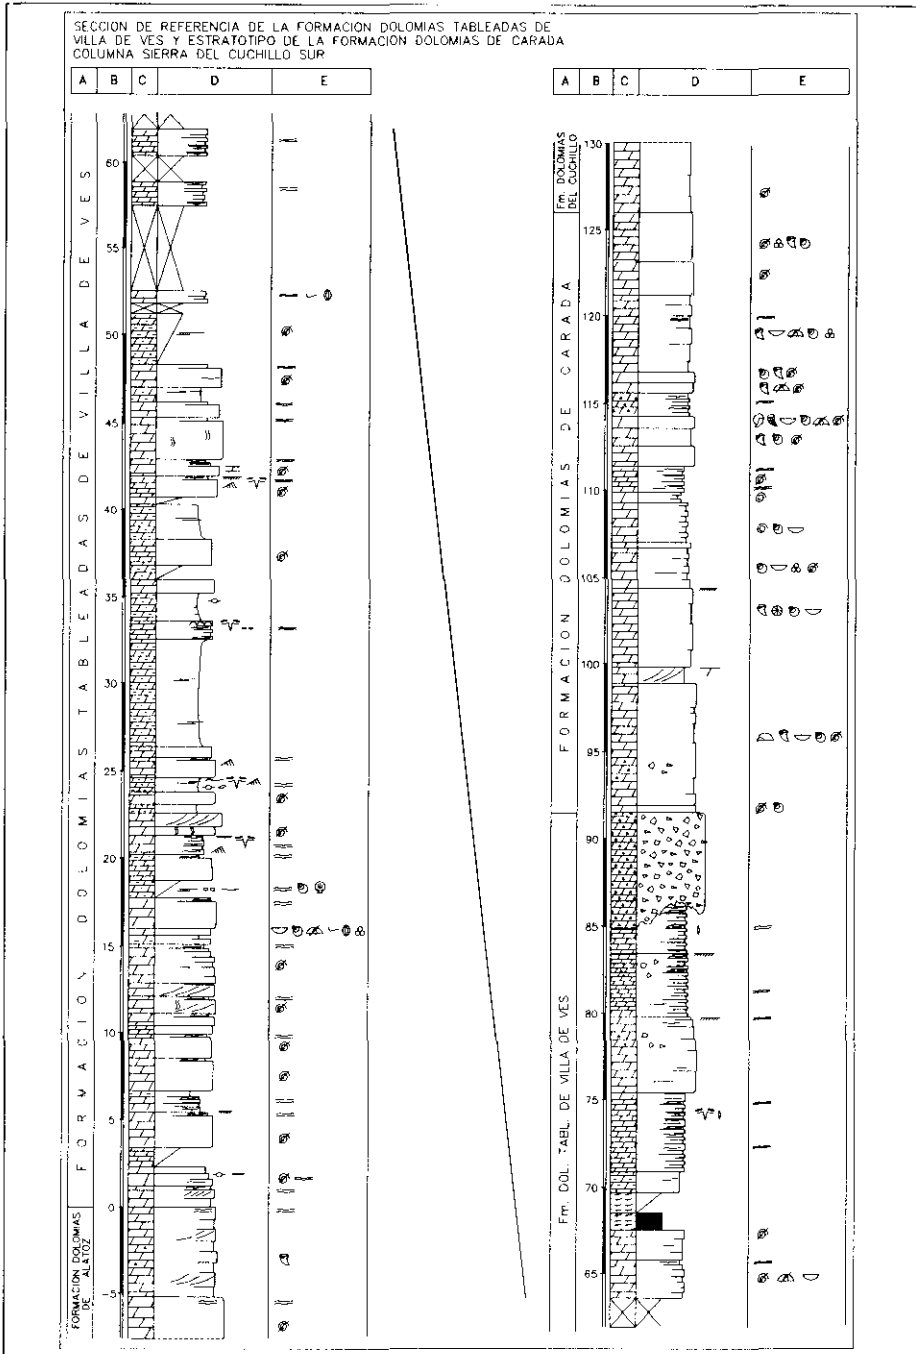 SECCION DE REFERENCIA DE LA FORMACION DOLOMIAS TABLEADAS DE
VILLA DE VES Y ESTRATOTIPO DE LA FORMACION DOLOMIAS DE CARADA
COLUMNA SIERRA DEL CUCHILLO SUR
A B C D E
60
55
50
45
40
35
30
25
20
15
10
5
0
-5
FORMACION DOLOMIAS TABLEADAS DE VILLA DE VES
FORMACION DOLOMIAS
DE ALATOZ
A B C D E
130
125
120
115
110
105
100
95
90
85
80
75
70
65
Fm. DOLOMIAS
DEL CUCHILLO
FORMACION DOLOMIAS DE CARADA
Fm. DOL. TABL. DE VILLA DE VES